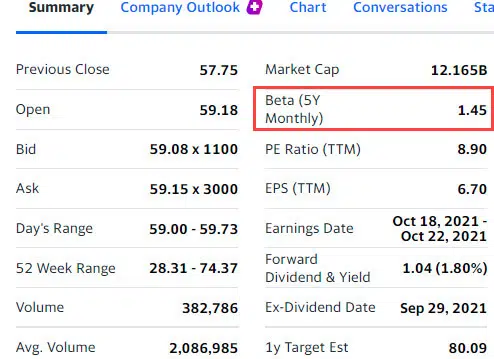 Summary Company Outlook Chart Conversations Sta
Previous Close 57.75
Market Cap 12.165B
Open 59.18
Beta (5Y
Monthly) 1.45
Bid 59.08 x 1100
PE Ratio (TTM) 8.90
Ask 59.15 x 3000
EPS (TTM) 6.70
Day's Range 59.00 - 59.73
Earnings Date Oct 18, 2021 -
Oct 22, 2021
52 Week Range 28.31 - 74.37
Forward
Dividend & Yield 1.04 (1.80%)
Volume 382,786
Ex-Dividend Date Sep 29, 2021
Avg. Volume 2,086,985
1y Target Est 80.09